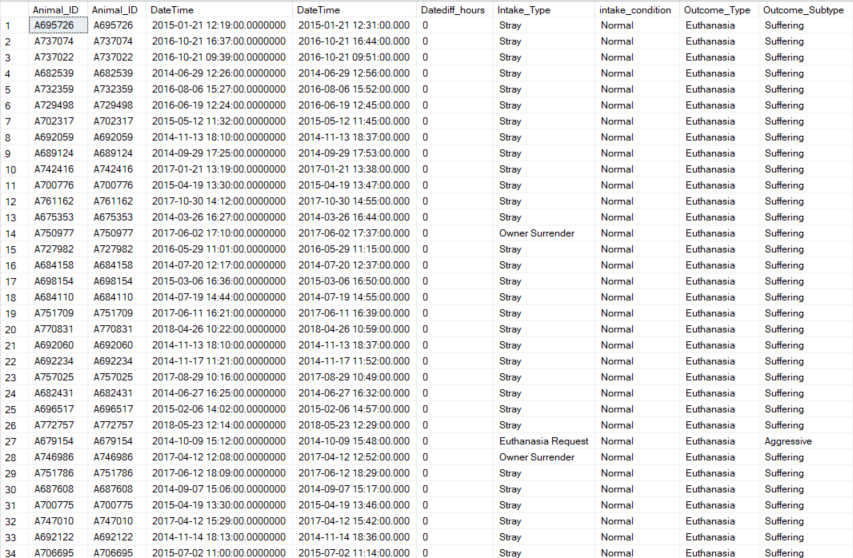 Animal_ID Animal_ID DateTime DateTime Datediff_hours Intake_Type intake_condition Outcome_Type Outcome_Subtype
1 A695726 A695726 2015-01-21 12:19:00.0000000 2015-01-21 12:31:00.000 0 Stray Normal Euthanasia Suffering
2 A737074 A737074 2016-10-21 16:37:00.0000000 2016-10-21 16:44:00.000 0 Stray Normal Euthanasia Suffering
3 A737022 A737022 2016-10-21 09:39:00.0000000 2016-10-21 09:51:00.000 0 Stray Normal Euthanasia Suffering
4 A682539 A682539 2014-06-29 12:26:00.0000000 2014-06-29 12:56:00.000 0 Stray Normal Euthanasia Suffering
5 A732359 A732359 2016-08-06 15:27:00.0000000 2016-08-06 15:52:00.000 0 Stray Normal Euthanasia Suffering
6 A729498 A729498 2016-06-19 12:24:00.0000000 2016-06-19 12:45:00.000 0 Stray Normal Euthanasia Suffering
7 A702317 A702317 2015-05-12 11:32:00.0000000 2015-05-12 11:45:00.000 0 Stray Normal Euthanasia Suffering
8 A692059 A692059 2014-11-13 18:10:00.0000000 2014-11-13 18:37:00.000 0 Stray Normal Euthanasia Suffering
9 A689124 A689124 2014-09-29 17:25:00.0000000 2014-09-29 17:53:00.000 0 Stray Normal Euthanasia Suffering
10 A742416 A742416 2017-01-21 13:19:00.0000000 2017-01-21 13:38:00.000 0 Stray Normal Euthanasia Suffering
11 A700776 A700776 2015-04-19 13:30:00.0000000 2015-04-19 13:47:00.000 0 Stray Normal Euthanasia Suffering
12 A761162 A761162 2017-10-30 14:12:00.0000000 2017-10-30 14:55:00.000 0 Stray Normal Euthanasia Suffering
13 A675353 A675353 2014-03-26 16:27:00.0000000 2014-03-26 16:44:00.000 0 Stray Normal Euthanasia Suffering
14 A750977 A750977 2017-06-02 17:10:00.0000000 2017-06-02 17:37:00.000 0 Owner Surrender Normal Euthanasia Suffering
15 A727982 A727982 2016-05-29 11:01:00.0000000 2016-05-29 11:15:00.000 0 Stray Normal Euthanasia Suffering
16 A684158 A684158 2014-07-20 12:17:00.0000000 2014-07-20 12:37:00.000 0 Stray Normal Euthanasia Suffering
17 A698154 A698154 2015-03-06 16:36:00.0000000 2015-03-06 16:50:00.000 0 Stray Normal Euthanasia Suffering
18 A684110 A684110 2014-07-19 14:44:00.0000000 2014-07-19 14:55:00.000 0 Stray Normal Euthanasia Suffering
19 A751709 A751709 2017-06-11 16:21:00.0000000 2017-06-11 16:39:00.000 0 Stray Normal Euthanasia Suffering
20 A770831 A770831 2018-04-26 10:22:00.0000000 2018-04-26 10:59:00.000 0 Stray Normal Euthanasia Suffering
21 A692060 A692060 2014-11-13 18:10:00.0000000 2014-11-13 18:37:00.000 0 Stray Normal Euthanasia Suffering
22 A692234 A692234 2014-11-17 11:21:00.0000000 2014-11-17 11:52:00.000 0 Stray Normal Euthanasia Suffering
23 A757025 A757025 2017-08-29 10:16:00.0000000 2017-08-29 10:49:00.000 0 Stray Normal Euthanasia Suffering
24 A682431 A682431 2014-06-27 16:25:00.0000000 2014-06-27 16:32:00.000 0 Stray Normal Euthanasia Suffering
25 A696517 A696517 2015-02-06 14:02:00.0000000 2015-02-06 14:57:00.000 0 Stray Normal Euthanasia Suffering
26 A772757 A772757 2018-05-23 12:14:00.0000000 2018-05-23 12:29:00.000 0 Stray Normal Euthanasia Suffering
27 A679154 A679154 2014-10-09 15:12:00.0000000 2014-10-09 15:48:00.000 0 Euthanasia Request Normal Euthanasia Aggressive
28 A746986 A746986 2017-04-12 12:08:00.0000000 2017-04-12 12:52:00.000 0 Owner Surrender Normal Euthanasia Suffering
29 A751786 A751786 2017-06-12 18:09:00.0000000 2017-06-12 18:29:00.000 0 Stray Normal Euthanasia Suffering
30 A687608 A687608 2014-09-07 15:06:00.0000000 2014-09-07 15:17:00.000 0 Stray Normal Euthanasia Suffering
31 A700775 A700775 2015-04-19 13:30:00.0000000 2015-04-19 13:46:00.000 0 Stray Normal Euthanasia Suffering
32 A747010 A747010 2017-04-12 15:29:00.0000000 2017-04-12 15:42:00.000 0 Stray Normal Euthanasia Suffering
33 A692122 A692122 2014-11-14 18:13:00.0000000 2014-11-14 18:36:00.000 0 Stray Normal Euthanasia Suffering
34 A706695 A706695 2015-07-02 11:00:00.0000000 2015-07-02 11:14:00.000 0 Stray Normal Euthanasia Suffering